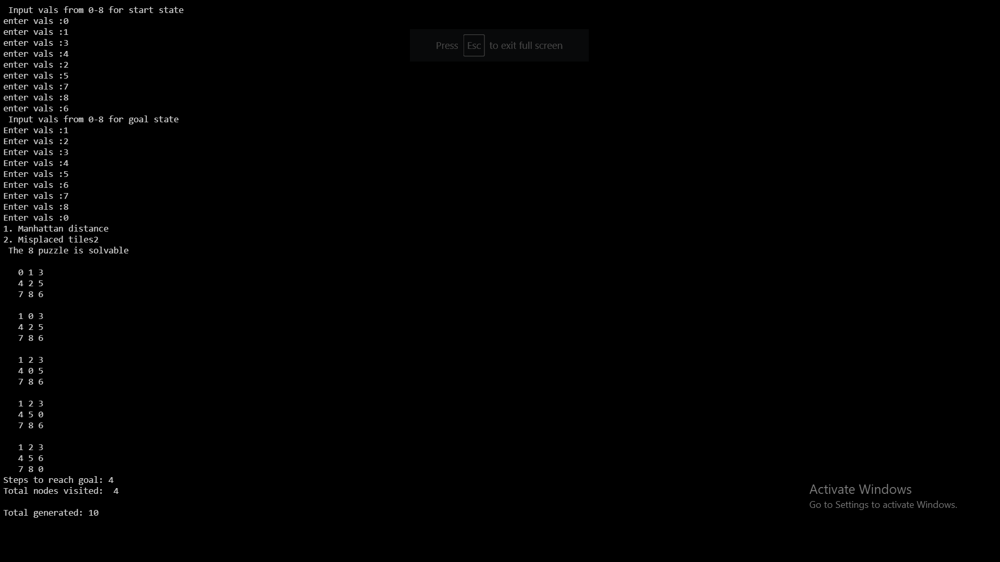 Input vals from 0-8 for start state
enter vals :0
enter vals :1
enter vals :3
enter vals :4
enter vals :2
enter vals :5
enter vals :7
enter vals :8
enter vals :6
Input vals from 0-8 for goal state
Enter vals :1
Enter vals :2
Enter vals :3
Enter vals :4
Enter vals :5
Enter vals :6
Enter vals :7
Enter vals :8
Enter vals :0
1. Manhattan distance
2. Misplaced tiles2
The 8 puzzle is solvable
0 1 3
4 2 5
7 8 6
1 0 3
4 2 5
7 8 6
1 2 3
4 0 5
7 8 6
1 2 3
4 5 0
7 8 6
1 2 3
4 5 6
7 8 0
Steps to reach goal: 4
Total nodes visited:  4
Total generated: 10
Press Esc to exit full screen
Activate Windows
Go to Settings to activate Windows.